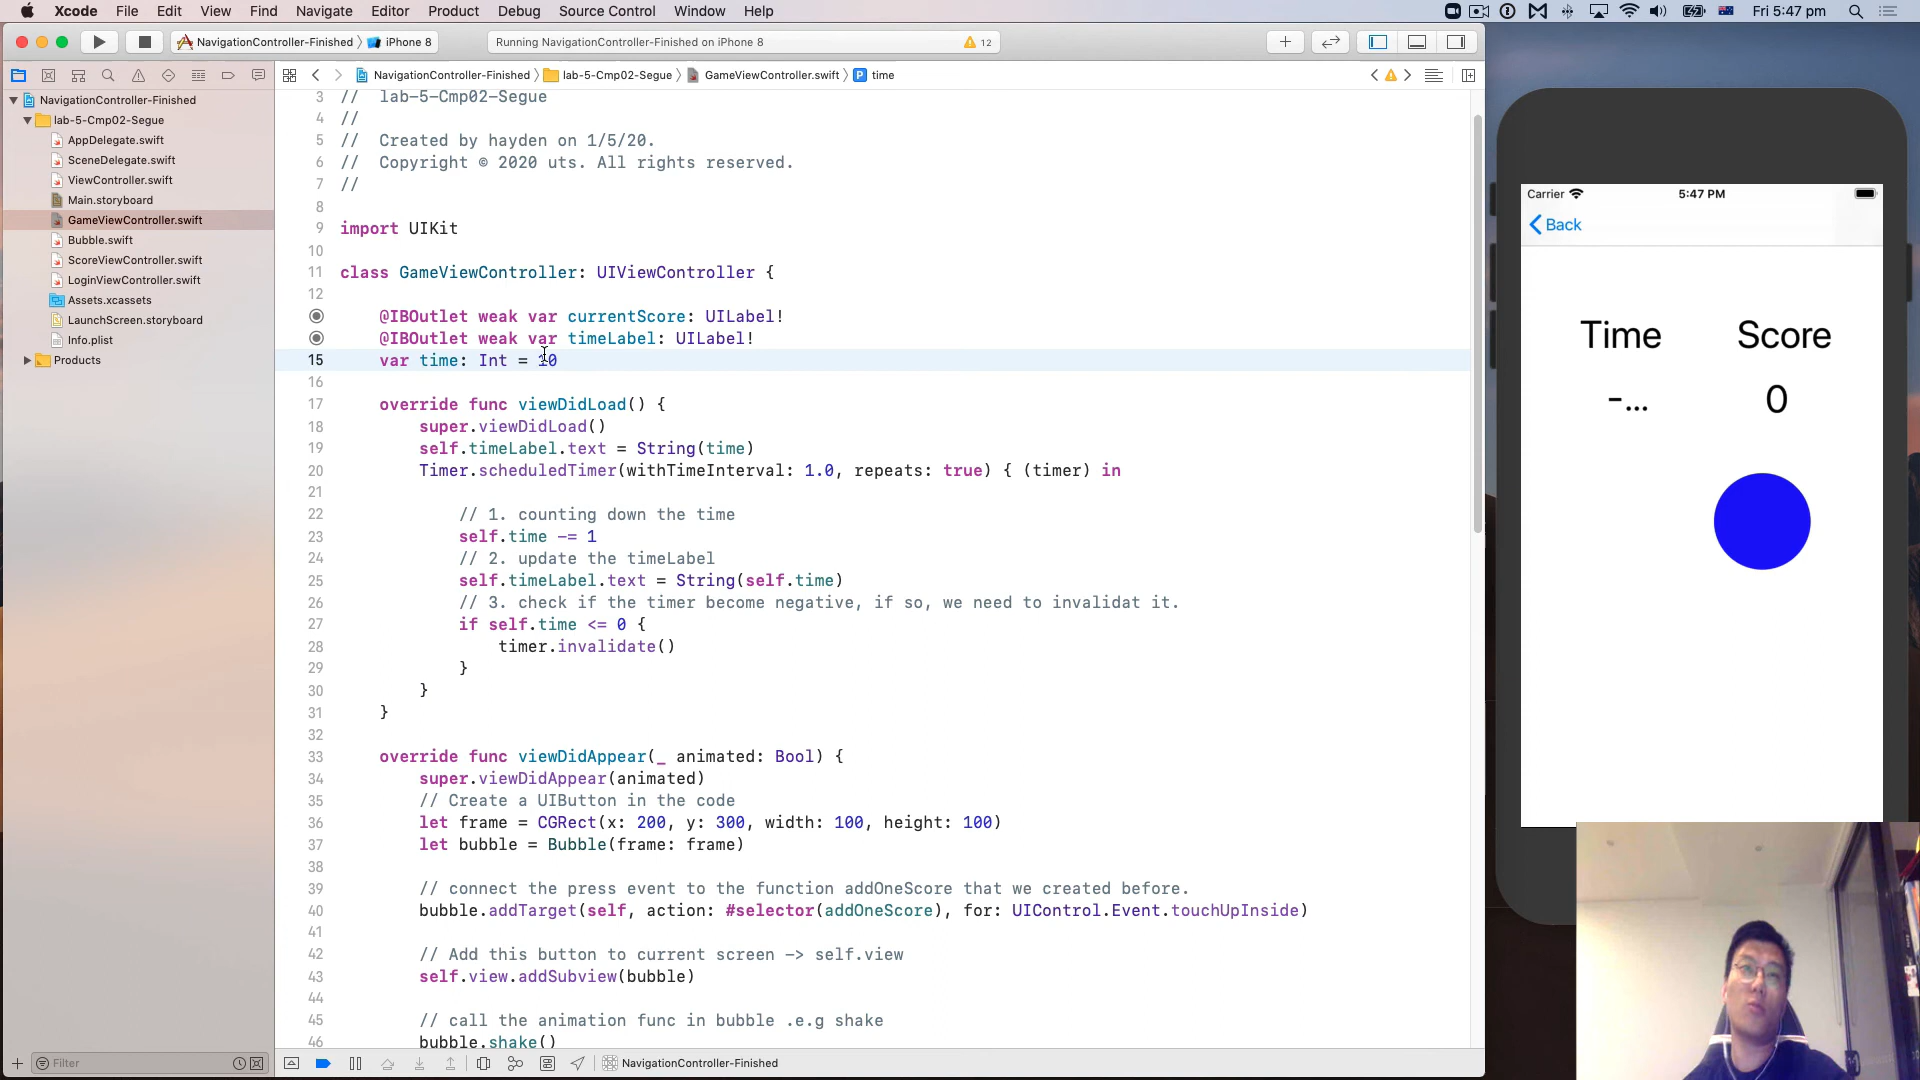 Xcode File Edit View Find Navigate Editor Product Debug Source Control Window Help
Fri 5:47 pm
NavigationController-Finished 〉 iPhone 8
Running NavigationController-Finished on iPhone 8
12
NavigationController-Finished 〉 lab-5-Cmp02-Segue 〉 GameViewController.swift 〉 P time
NavigationController-Finished
lab-5-Cmp02-Segue
AppDelegate.swift
SceneDelegate.swift
ViewController.swift
Main.storyboard
GameViewController.swift
Bubble.swift
ScoreViewController.swift
LoginViewController.swift
Assets.xcassets
LaunchScreen.storyboard
Info.plist
Products
Filter
3 // lab-5-Cmp02-Segue
4 //
5 // Created by hayden on 1/5/20.
6 // Copyright © 2020 uts. All rights reserved.
7 //
8
9 import UIKit
10
11 class GameViewController: UIViewController {
12
@IBOutlet weak var currentScore: UILabel!
@IBOutlet weak var timeLabel: UILabel!
15 var time: Int = 10
16
17 override func viewDidLoad() {
18 super.viewDidLoad()
19 self.timeLabel.text = String(time)
20 Timer.scheduledTimer(withTimeInterval: 1.0, repeats: true) { (timer) in
21
22 // 1. counting down the time
23 self.time -= 1
24 // 2. update the timeLabel
25 self.timeLabel.text = String(self.time)
26 // 3. check if the timer become negative, if so, we need to invalidat it.
27 if self.time <= 0 {
28 timer.invalidate()
29 }
30 }
31 }
32
33 override func viewDidAppear(_ animated: Bool) {
34 super.viewDidAppear(animated)
35 // Create a UIButton in the code
36 let frame = CGRect(x: 200, y: 300, width: 100, height: 100)
37 let bubble = Bubble(frame: frame)
38
39 // connect the press event to the function addOneScore that we created before.
40 bubble.addTarget(self, action: #selector(addOneScore), for: UIControl.Event.touchUpInside)
41
42 // Add this button to current screen -> self.view
43 self.view.addSubview(bubble)
44
45 // call the animation func in bubble .e.g shake
46 bubble.shake()
NavigationController-Finished
Carrier 5:47 PM
Back
Time Score
-... 0